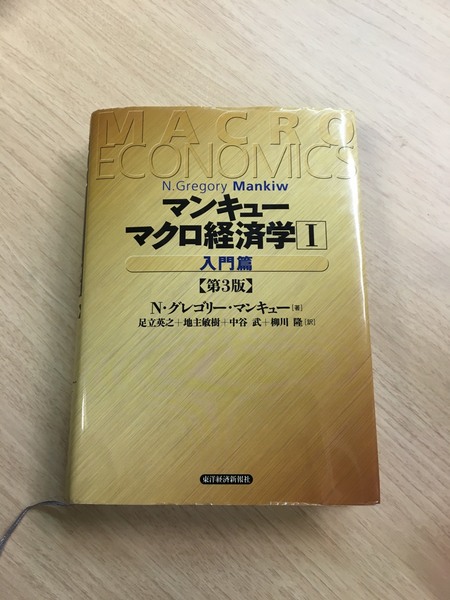 MACRO
ECONOMICS
N.Gregory Mankiw
マンキュー
マクロ経済学 I
入門篇
【第3版】
N・グレゴリー・マンキュー[著]
足立英之+地主敏樹+中谷 武+柳川 隆[訳]
東洋経済新報社